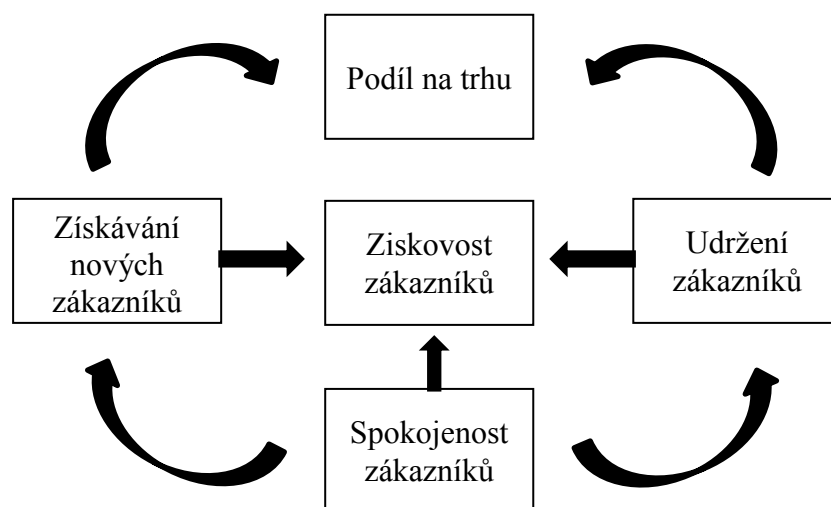 Podíl na trhu
Získávání
nových
zákazníků
Ziskovost
zákazníků
Udržení
zákazníků
Spokojenost
zákazníků